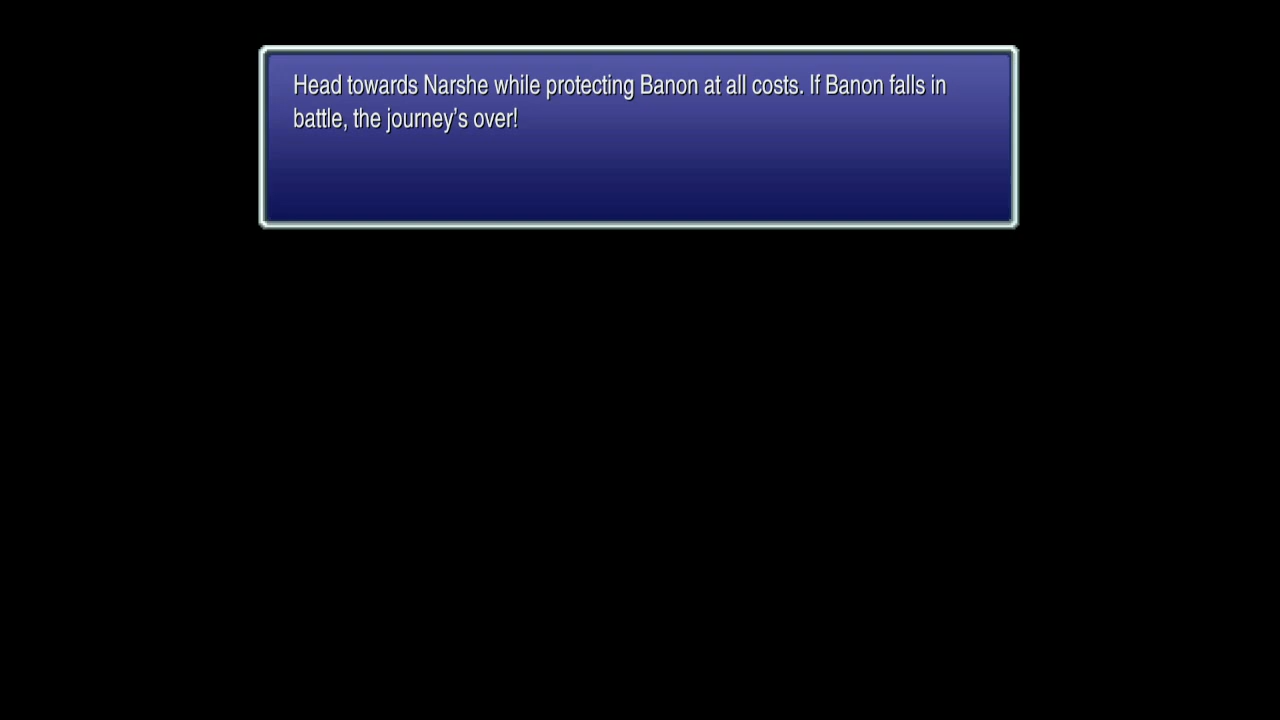 Head towards Narshe while protecting Banon at all costs. If Banon falls in
battle, the journey's over!